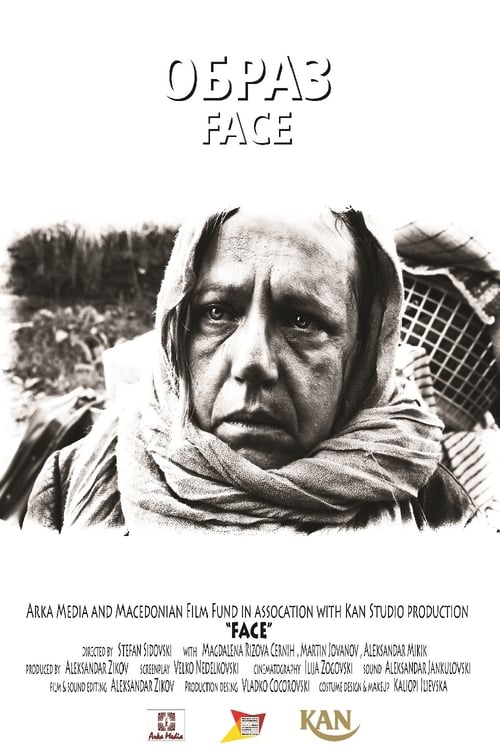 ОБРАЗ
FACE
ARKA MEDIA AND MACEDONIAN FILM FUND IN ASSOCATION WITH KAN STUDIO PRODUCTION
"FACE"
DIRECTED BY STEFAN SIDOVSKI WITH MAGDALENA RIZOVA CERNIH, MARTIN JOVANOV, ALEKSANDAR MIKIK
PRODUCED BY ALEKSANDAR ZIKOV SCREENPLAY VELKO NEDELKOVSKI CINEMATOGRAPHY ILIJA ZOGOVSKI SOUND ALEKSANDAR JANKULOVSKI
FILM & SOUND EDITING ALEKSANDAR ZIKOV PRODUCTION DESING VLADKO COCOROVSKI COSTUME DESIGN & MAKEUP KALIOPI ILIEVSKA
Arka Media
KAN